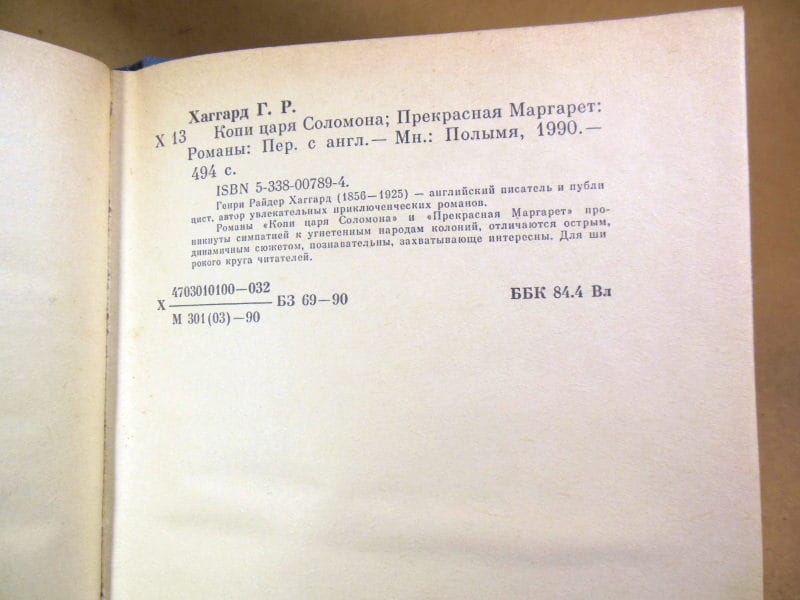 Хаггард Г. Р.
Х 13 Копи царя Соломона; Прекрасная Маргарет:
Романы: Пер. с англ.— Мн.: Полымя, 1990.—
494 с.
ISBN 5-338-00789-4.
Генри Райдер Хаггард (1856—1925) — английский писатель и публи
цист, автор увлекательных приключенческих романов.
Романы «Копи царя Соломона» и «Прекрасная Маргарет» про-
никнуты симпатией к угнетенным народам колоний, отличаются острым,
динамичным сюжетом, познавательны, захватывающе интересны. Для ши
рокого круга читателей.
4703010100—032
Х БЗ 69—90 ББК 84.4 Вл
М 301(03)—90